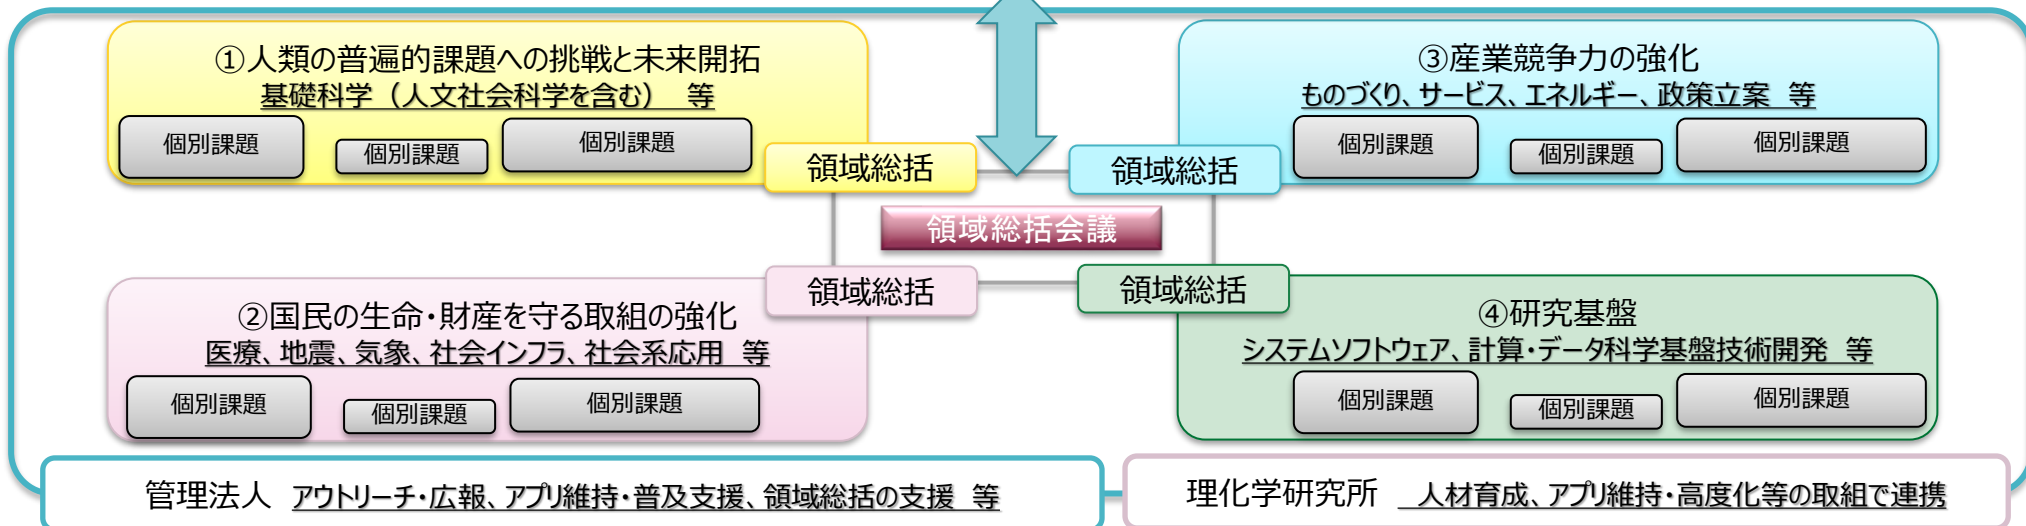 ①人類の普遍的課題への挑戦と未来開拓
基礎科学（人文社会科学を含む）　等
個別課題
個別課題
個別課題
領域総括
③産業競争力の強化
ものづくり、サービス、エネルギー、政策立案　等
個別課題
個別課題
個別課題
領域総括
領域総括会議
②国民の生命・財産を守る取組の強化
医療、地震、気象、社会インフラ、社会系応用　等
個別課題
個別課題
個別課題
領域総括
④研究基盤
システムソフトウェア、計算・データ科学基盤技術開発　等
個別課題
個別課題
個別課題
領域総括
管理法人　アウトリーチ・広報、アプリ維持・普及支援、領域総括の支援　等
理化学研究所　人材育成、アプリ維持・高度化等の取組で連携